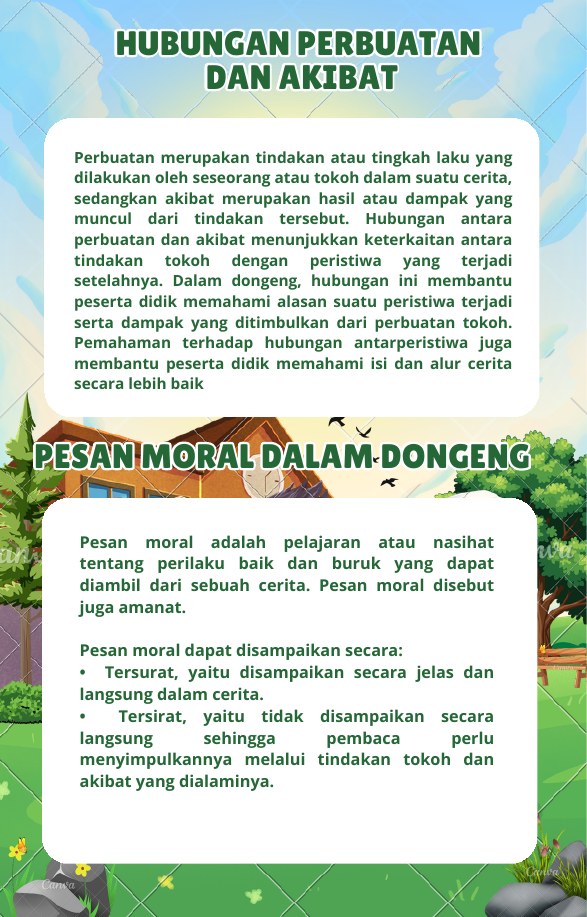 HUBUNGAN PERBUATAN
DAN AKIBAT
Perbuatan merupakan tindakan atau tingkah laku yang
dilakukan oleh seseorang atau tokoh dalam suatu cerita,
sedangkan akibat merupakan hasil atau dampak yang
muncul dari tindakan tersebut. Hubungan antara
perbuatan dan akibat menunjukkan keterkaitan antara
tindakan tokoh dengan peristiwa yang terjadi
setelahnya. Dalam dongeng, hubungan ini membantu
peserta didik memahami alasan suatu peristiwa terjadi
serta dampak yang ditimbulkan dari perbuatan tokoh.
Pemahaman terhadap hubungan antarperistiwa juga
membantu peserta didik memahami isi dan alur cerita
secara lebih baik
PESAN MORAL DALAM DONGENG
Pesan moral adalah pelajaran atau nasihat
tentang perilaku baik dan buruk yang dapat
diambil dari sebuah cerita. Pesan moral disebut
juga amanat.
Pesan moral dapat disampaikan secara:
• Tersurat, yaitu disampaikan secara jelas dan
langsung dalam cerita.
• Tersirat, yaitu tidak disampaikan secara
langsung sehingga pembaca perlu
menyimpulkannya melalui tindakan tokoh dan
akibat yang dialaminya.
Canva
Canva